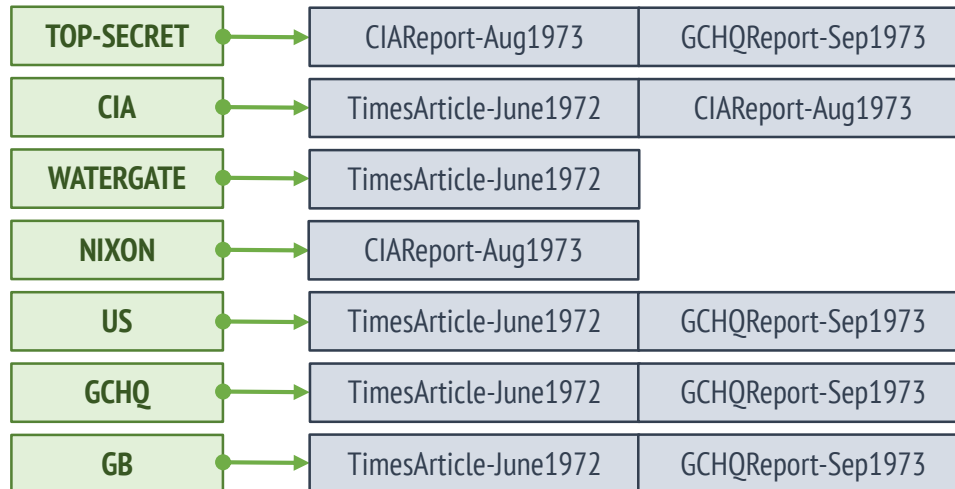 TOP-SECRET CIAReport-Aug1973 GCHQReport-Sep1973
CIA TimesArticle-June1972 CIAReport-Aug1973
WATERGATE TimesArticle-June1972
NIXON CIAReport-Aug1973
US TimesArticle-June1972 GCHQReport-Sep1973
GCHQ TimesArticle-June1972 GCHQReport-Sep1973
GB TimesArticle-June1972 GCHQReport-Sep1973